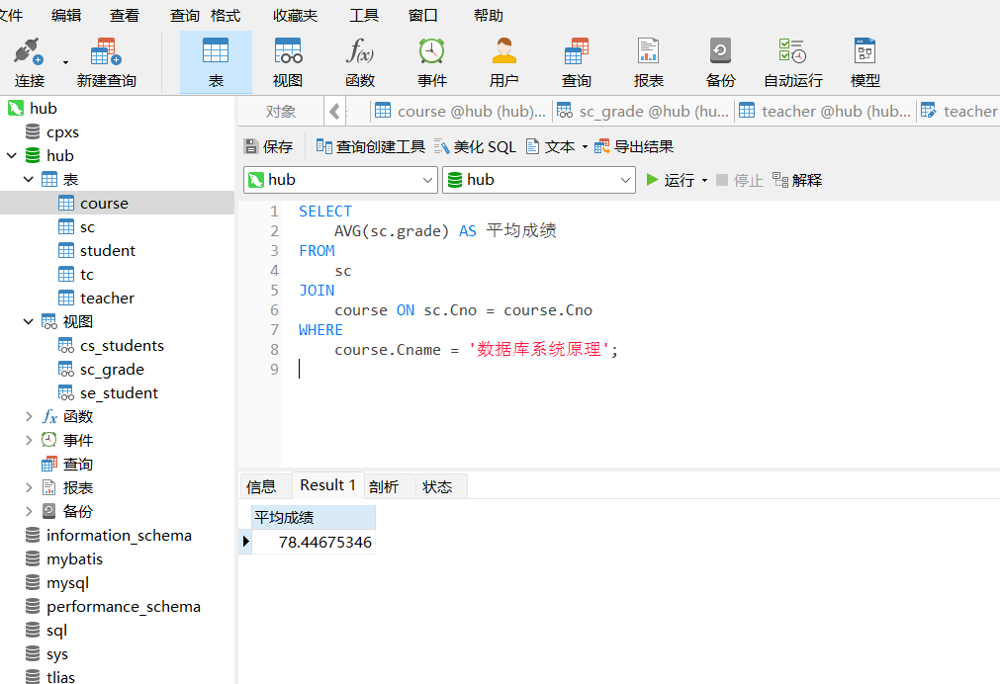 文件 编辑 查看 查询 格式 收藏夹 工具 窗口 帮助
连接 新建查询 表 视图 函数 事件 用户 查询 报表 备份 自动运行 模型
hub
cpxs
hub
表
course
sc
student
tc
teacher
视图
cs_students
sc_grade
se_student
函数
事件
查询
报表
备份
information_schema
mybatis
mysql
performance_schema
sql
sys
tlias
对象 course @hub (hub)... sc_grade @hub (hu... teacher @hub (hub... teacher
保存 查询创建工具 美化 SQL 文本 导出结果
hub hub 运行 停止 解释
1 SELECT
2 AVG(sc.grade) AS 平均成绩
3 FROM
4 sc
5 JOIN
6 course ON sc.Cno = course.Cno
7 WHERE
8 course.Cname = '数据库系统原理';
9
信息 Result 1 剖析 状态
平均成绩
78.44675346